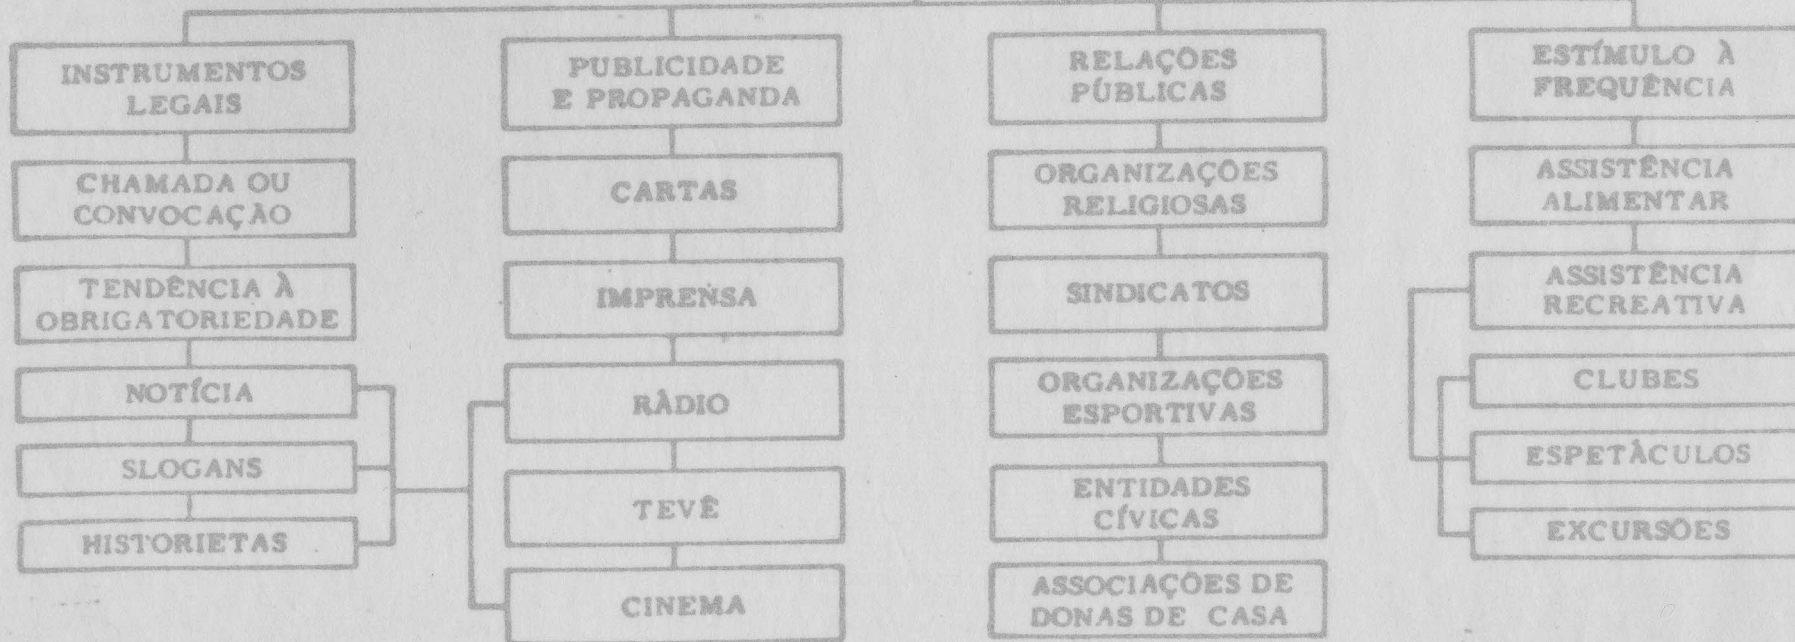 INSTRUMENTOS
LEGAIS
CHAMADA OU
CONVOCAÇÃO
TENDÊNCIA À
OBRIGATORIEDADE
NOTÍCIA
SLOGANS
HISTORIETAS
PUBLICIDADE
E PROPAGANDA
CARTAS
IMPRENSA
RÁDIO
TEVÊ
CINEMA
RELAÇÕES
PÚBLICAS
ORGANIZAÇÕES
RELIGIOSAS
SINDICATOS
ORGANIZAÇÕES
ESPORTIVAS
ENTIDADES
CÍVICAS
ASSOCIAÇÕES DE
DONAS DE CASA
ESTÍMULO À
FREQUÊNCIA
ASSISTÊNCIA
ALIMENTAR
ASSISTÊNCIA
RECREATIVA
CLUBES
ESPETÁCULOS
EXCURSÕES